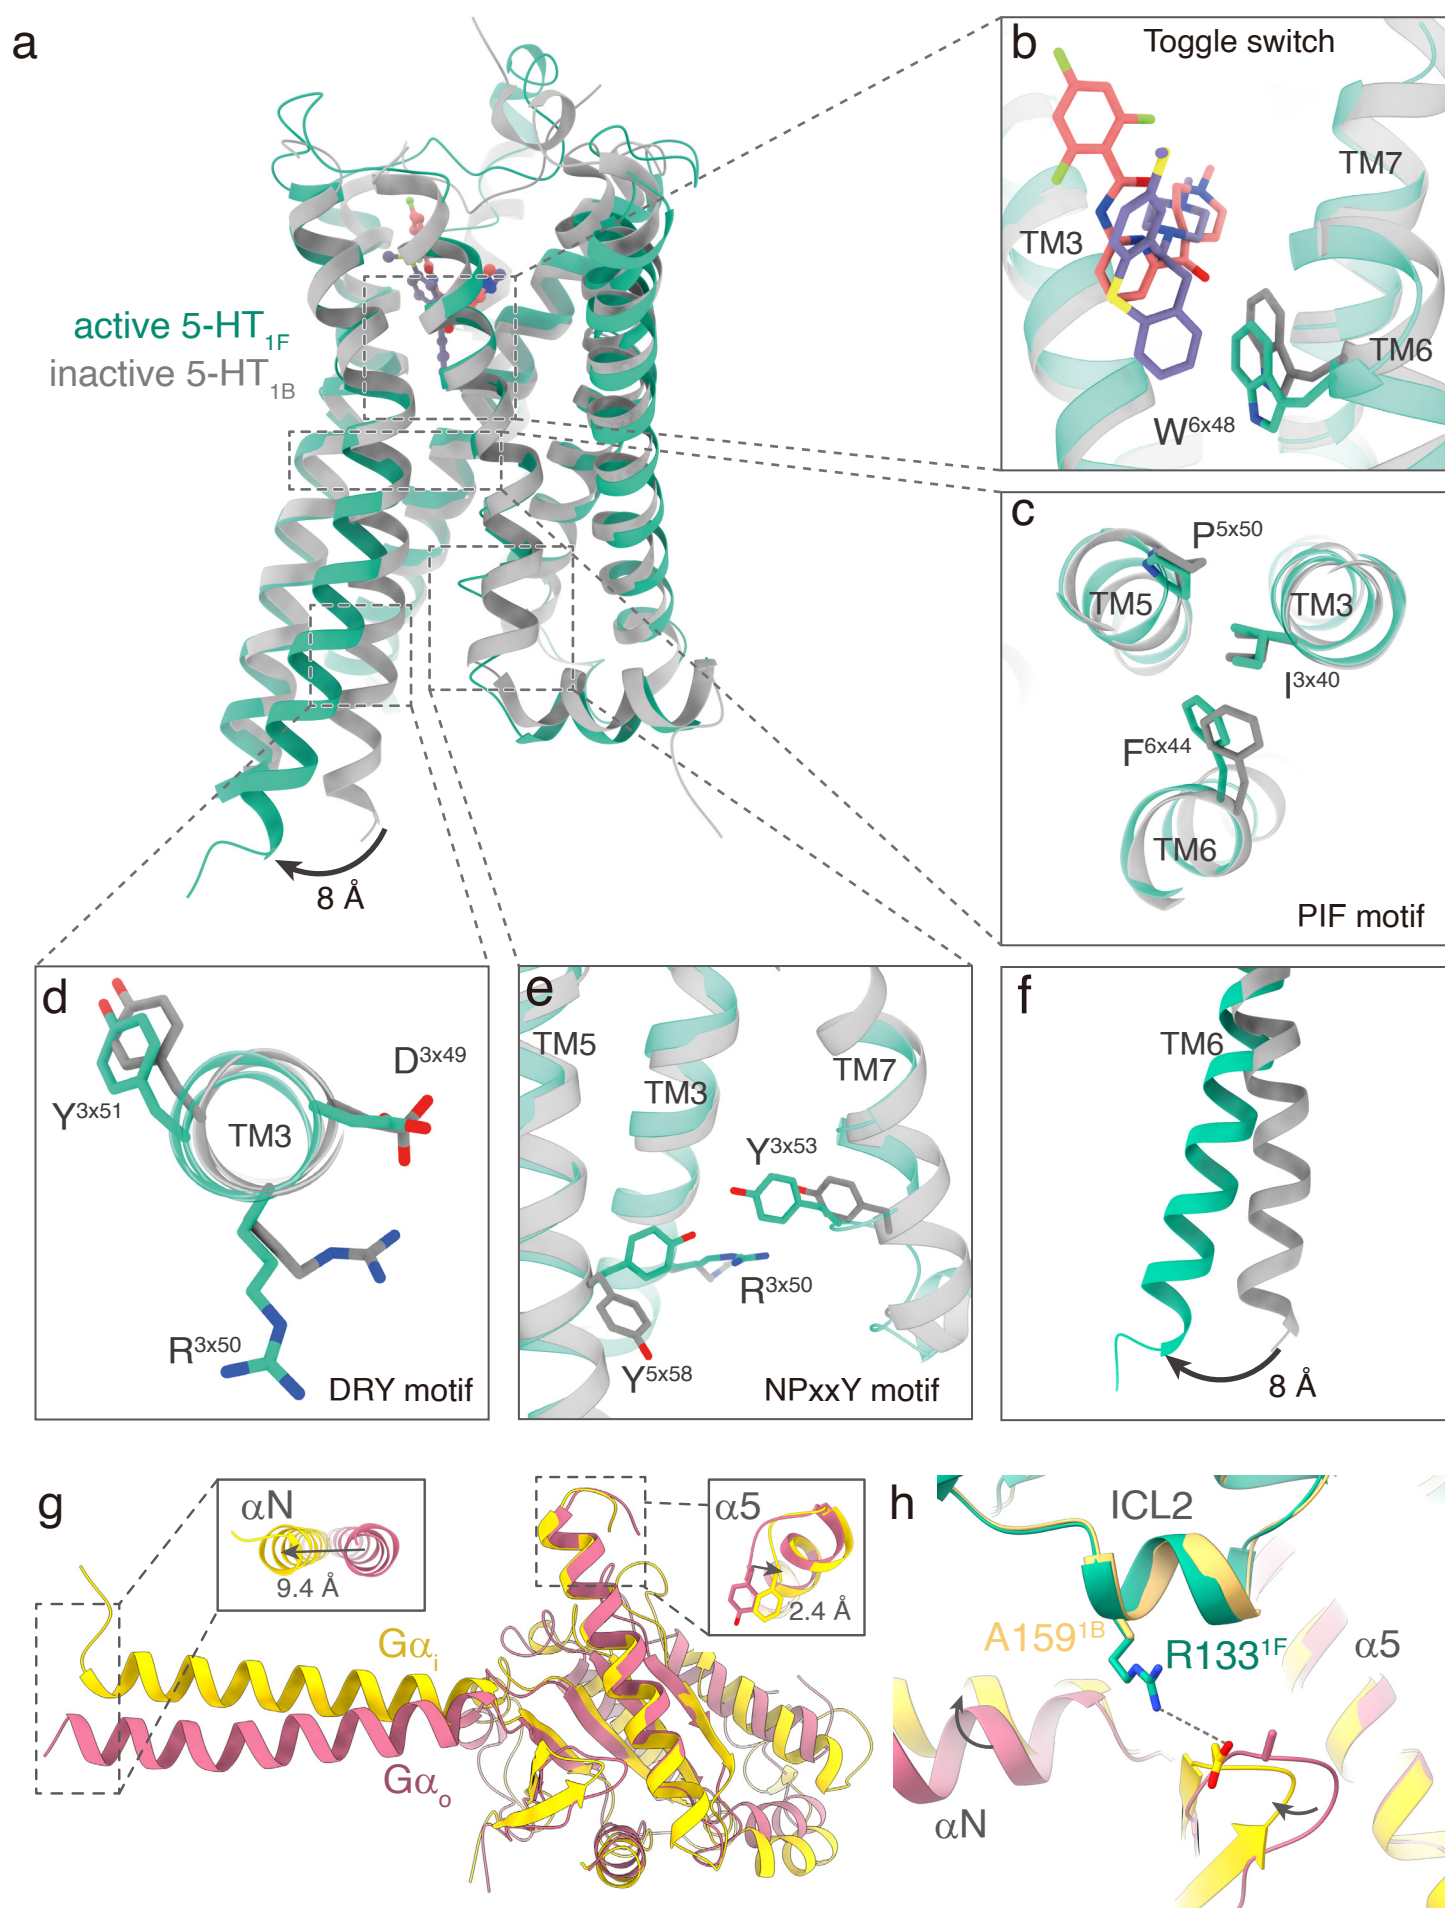 a
active 5-HT1F
inactive 5-HT1B
8 Å
b
Toggle switch
TM7
TM3
TM6
W6x48
c
P5x50
TM5
TM3
I3x40
F6x44
TM6
PIF motif
d
D3x49
Y3x51
TM3
R3x50
DRY motif
e
TM5
TM7
TM3
Y3x53
R3x50
Y5x58
NPxxY motif
f
TM6
8 Å
g
αN
9.4 Å
α5
2.4 Å
Gαi
Gαo
h
ICL2
A1591B
R1331F
α5
αN